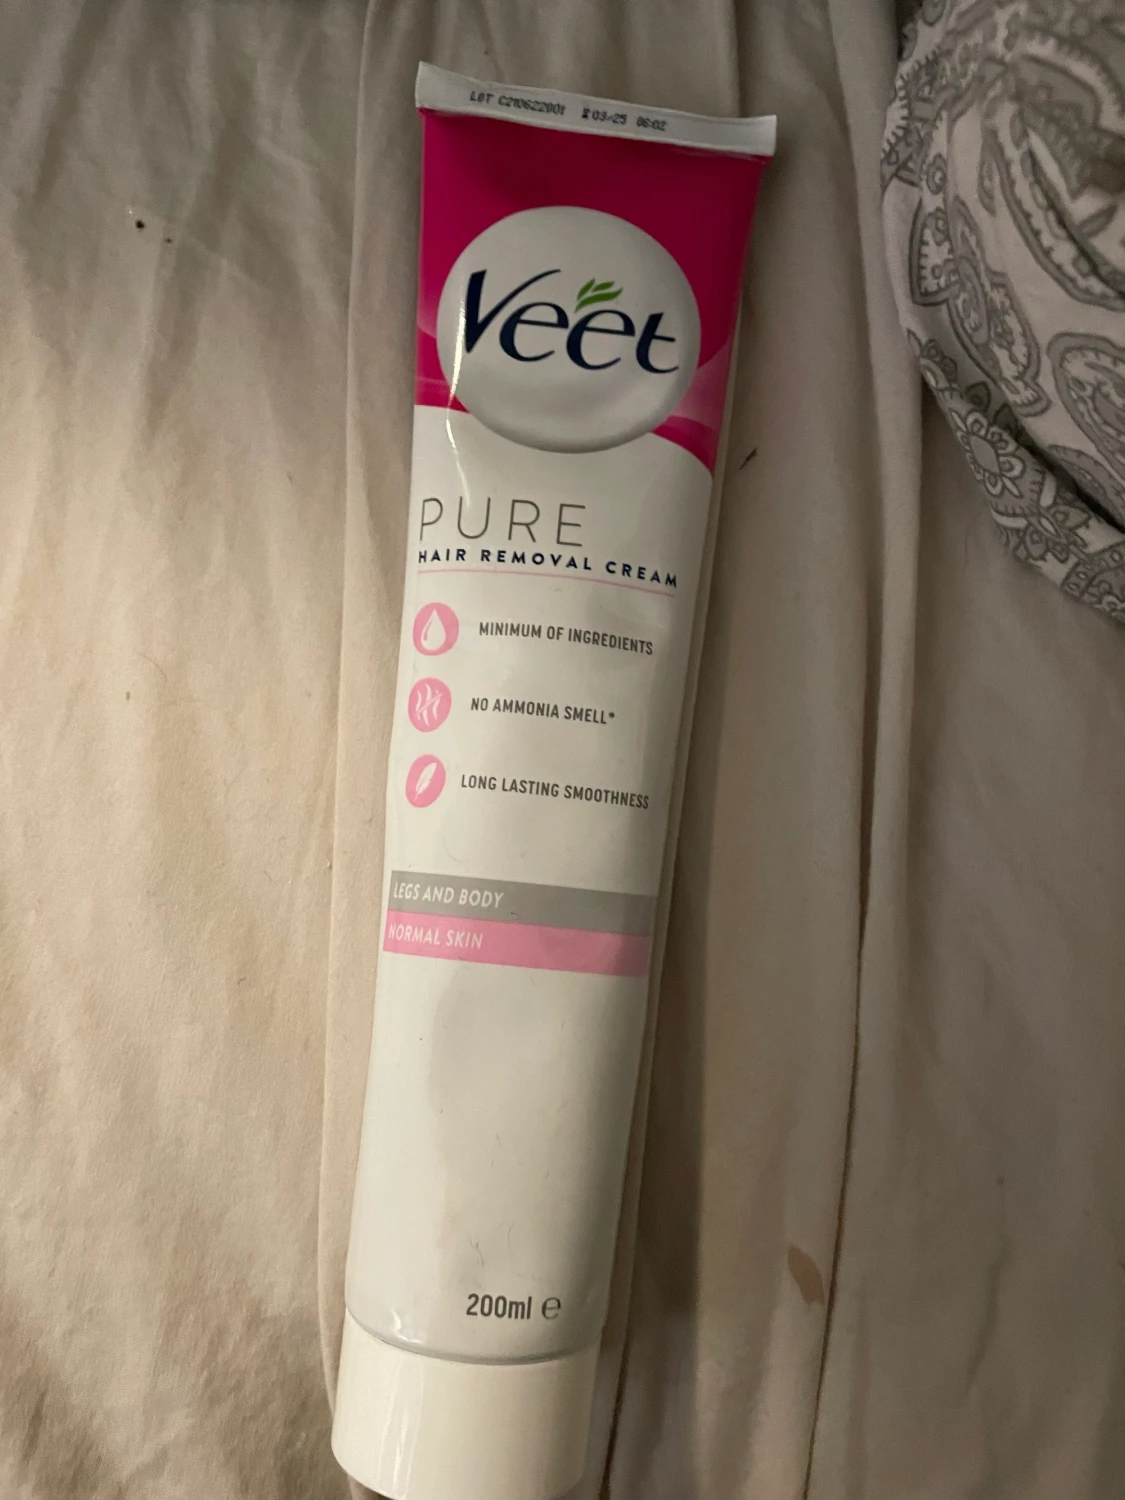 LOT C210622001 E 03/25 06:02
Veet
PURE
HAIR REMOVAL CREAM
MINIMUM OF INGREDIENTS
NO AMMONIA SMELL*
LONG LASTING SMOOTHNESS
LEGS AND BODY
NORMAL SKIN
200ml ℮